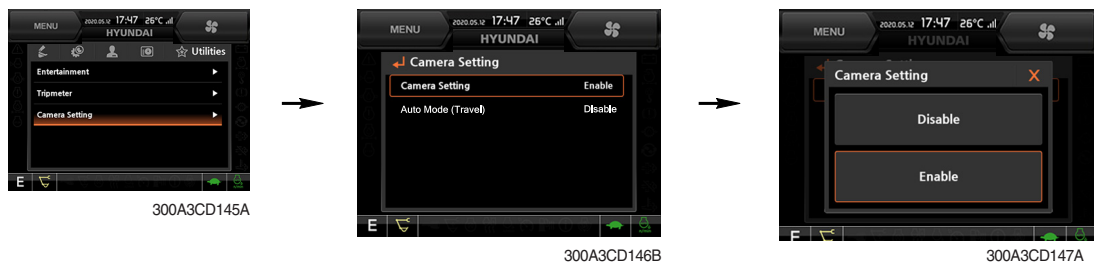 MENU
2020.05.12 17:47 26°C
HYUNDAI
Utilities
Entertainment
Tripmeter
Camera Setting
E
300A3CD145A
MENU
2020.05.12 17:47 26°C
HYUNDAI
Camera Setting
Camera Setting Enable
Auto Mode (Travel) Disable
E
300A3CD146B
MENU
2020.05.12 17:47 26°C
HYUNDAI
Camera Setting X
Disable
Enable
E
300A3CD147A